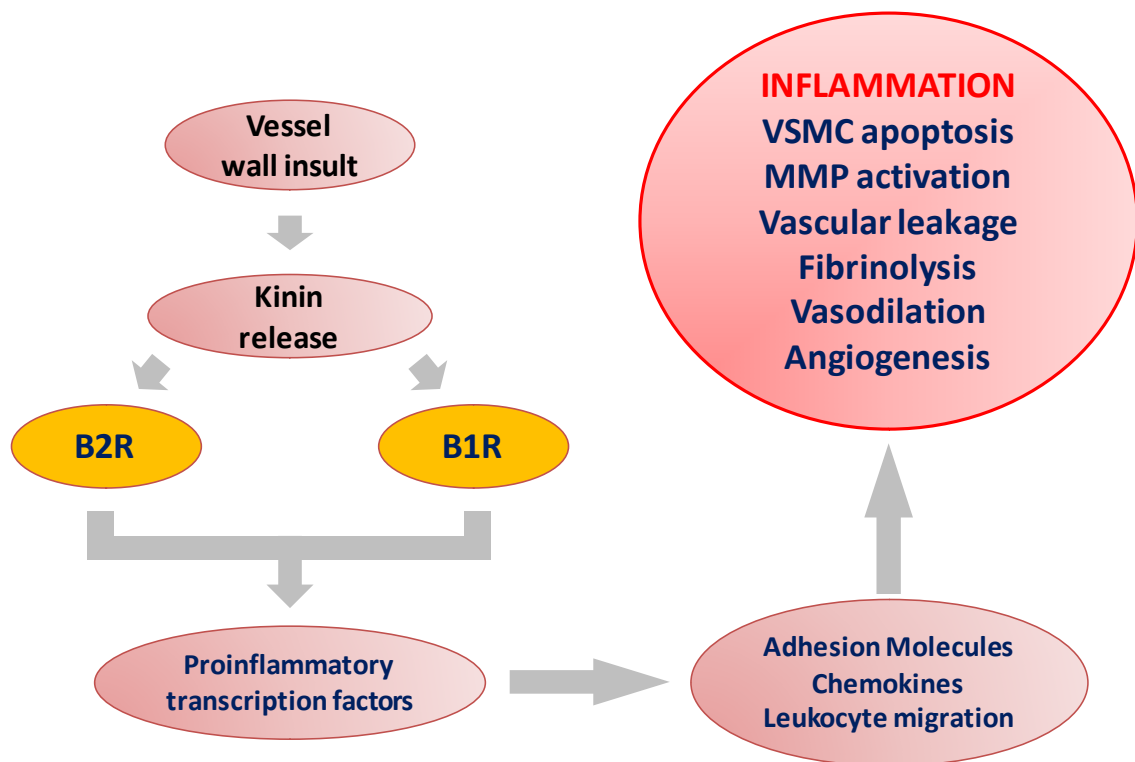 Vessel
wall insult
Kinin
release
B2R
B1R
Proinflammatory
transcription factors
Adhesion Molecules
Chemokines
Leukocyte migration
INFLAMMATION
VSMC apoptosis
MMP activation
Vascular leakage
Fibrinolysis
Vasodilation
Angiogenesis